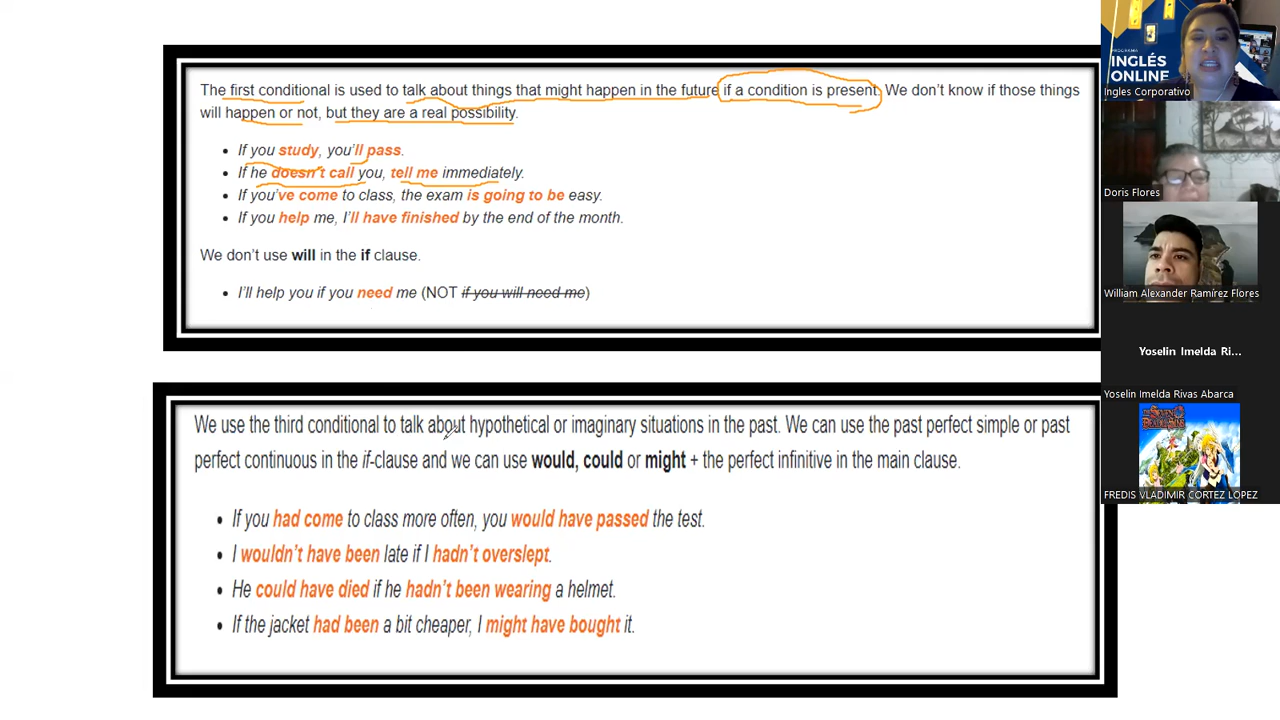 The first conditional is used to talk about things that might happen in the future if a condition is present. We don't know if those things
will happen or not, but they are a real possibility.
If you study, you'll pass.
If he doesn't call you, tell me immediately.
If you've come to class, the exam is going to be easy.
If you help me, I'll have finished by the end of the month.
We don't use will in the if clause.
I'll help you if you need me (NOT if you will need me)
We use the third conditional to talk about hypothetical or imaginary situations in the past. We can use the past perfect simple or past
perfect continuous in the if-clause and we can use would, could or might + the perfect infinitive in the main clause.
If you had come to class more often, you would have passed the test.
I wouldn't have been late if I hadn't overslept.
He could have died if he hadn't been wearing a helmet.
If the jacket had been a bit cheaper, I might have bought it.
INGLÉS
ONLINE
Ingles Corporativo
Doris Flores
William Alexander Ramírez Flores
Yoselin Imelda Ri...
Yoselin Imelda Rivas Abarca
FREDIS VLADIMIR CORTEZ LOPEZ